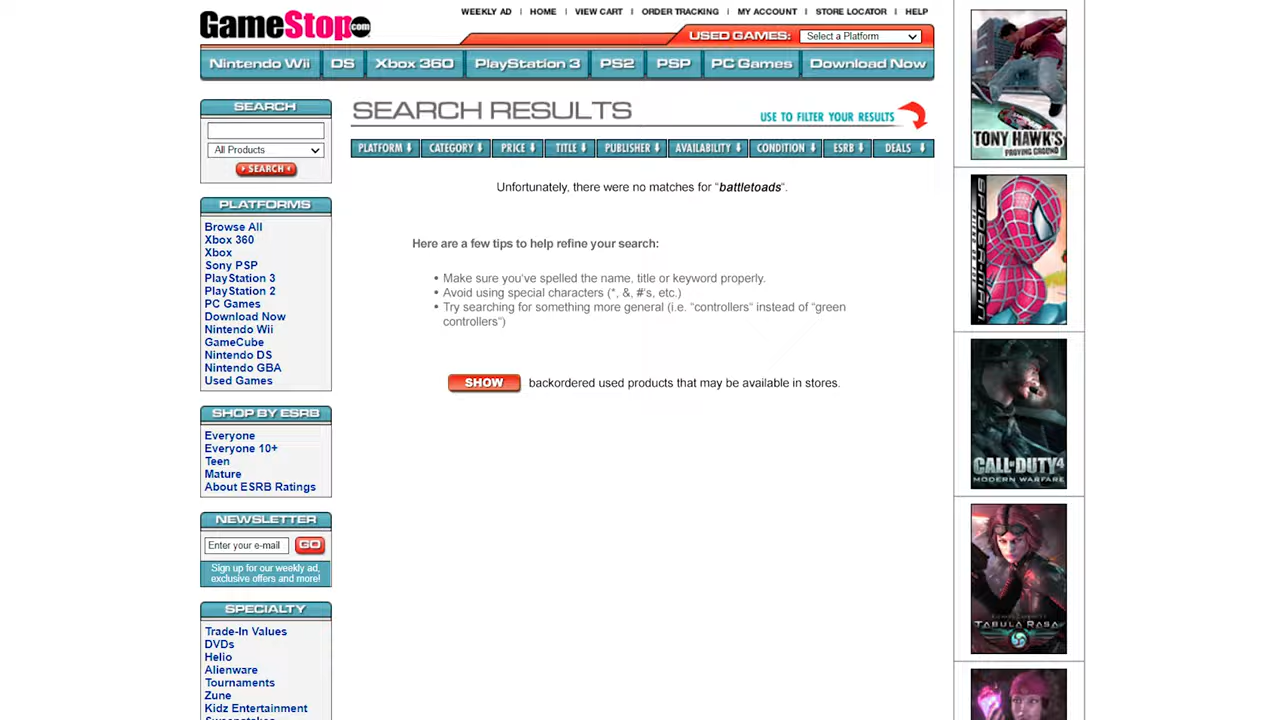 GameStop.com
WEEKLY AD | HOME | VIEW CART | ORDER TRACKING | MY ACCOUNT | STORE LOCATOR | HELP
USED GAMES: Select a Platform
Nintendo Wii DS Xbox 360 PlayStation 3 PS2 PSP PC Games Download Now
SEARCH
All Products
SEARCH
PLATFORMS
Browse All
Xbox 360
Xbox
Sony PSP
PlayStation 3
PlayStation 2
PC Games
Download Now
Nintendo Wii
GameCube
Nintendo DS
Nintendo GBA
Used Games
SHOP BY ESRB
Everyone
Everyone 10+
Teen
Mature
About ESRB Ratings
NEWSLETTER
Enter your e-mail GO
Sign up for our weekly ad,
exclusive offers and more!
SPECIALTY
Trade-In Values
DVDs
Helio
Alienware
Tournaments
Zune
Kidz Entertainment
Sweepstakes
SEARCH RESULTS
USE TO FILTER YOUR RESULTS
PLATFORM CATEGORY PRICE TITLE PUBLISHER AVAILABILITY CONDITION ESRB DEALS
Unfortunately, there were no matches for "battletoads".
Here are a few tips to help refine your search:
• Make sure you've spelled the name, title or keyword properly.
• Avoid using special characters (*, &, #'s, etc.)
• Try searching for something more general (i.e. "controllers" instead of "green
controllers")
SHOW backordered used products that may be available in stores.
TONY HAWK'S
PROVING GROUND
SPIDER-MAN
CALL OF DUTY 4
MODERN WARFARE
TABULA RASA